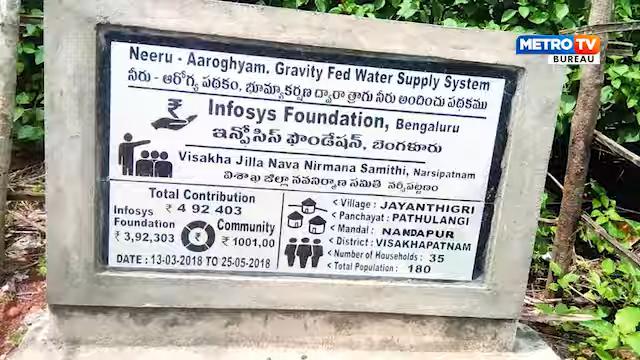 METRO TV
BUREAU
Neeru - Aaroghyam. Gravity Fed Water Supply System
నీరు - ఆరోగ్య పథకం, భూమ్యాకర్షణ ద్వారా త్రాగు నీరు అందించు పథకము
Infosys Foundation, Bengaluru
ఇన్ఫోసిస్ ఫౌండేషన్, బెంగళూరు
Visakha Jilla Nava Nirmana Samithi, Narsipatnam
విశాఖ జిల్లా నవనిర్మాణ సమితి నర్సీపట్నం
Total Contribution
₹ 4 92 403
Infosys Foundation
₹ 3,92,303
Community
₹ 1001,00
DATE : 13-03-2018 TO 25-05-2018
< Village : JAYANTHIGRI
< Panchayat : PATHULANGI
< Mandal : NANDAPUR
< District : VISAKHAPATNAM
< Number of Households : 35
< Total Population : 180